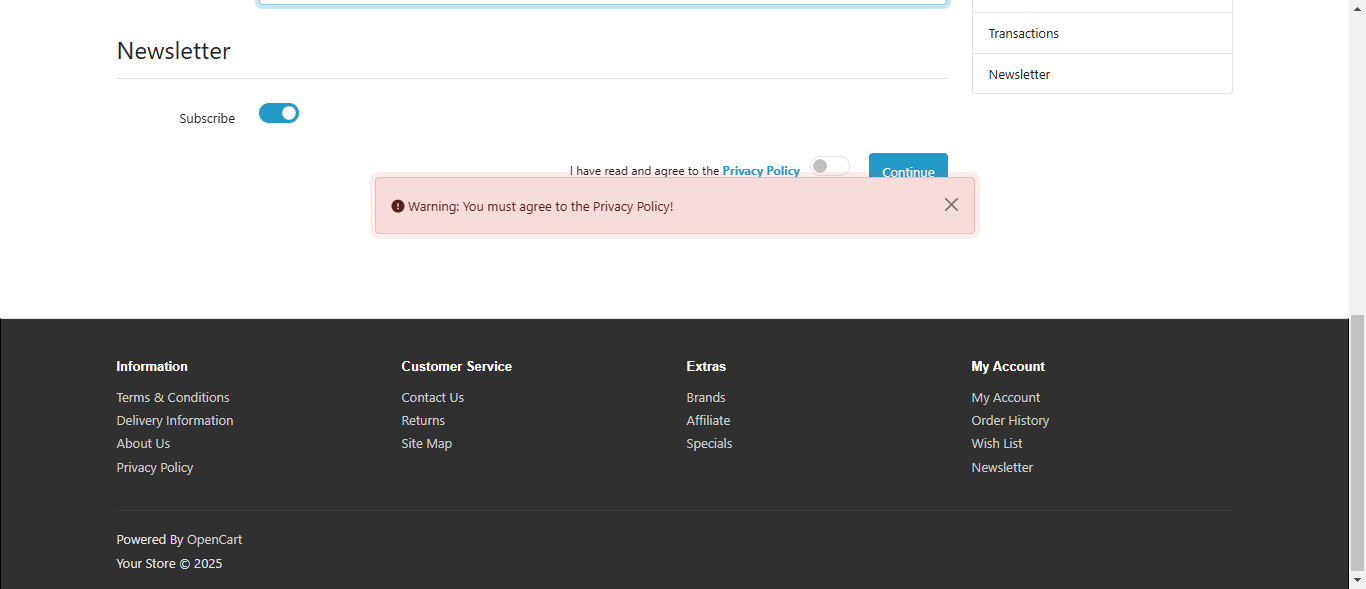 Transactions
Newsletter
Newsletter
Subscribe
I have read and agree to the Privacy Policy
Continue
Warning: You must agree to the Privacy Policy!
Information
Terms & Conditions
Delivery Information
About Us
Privacy Policy
Customer Service
Contact Us
Returns
Site Map
Extras
Brands
Affiliate
Specials
My Account
My Account
Order History
Wish List
Newsletter
Powered By OpenCart
Your Store © 2025